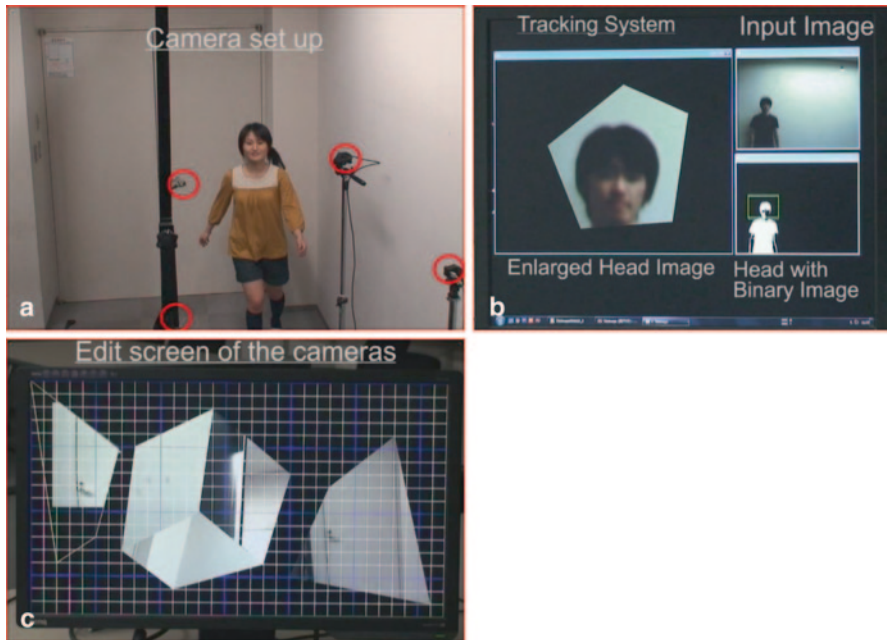 Camera set up
a
Tracking System
Input Image
Enlarged Head Image
Head with
Binary Image
b
Edit screen of the cameras
c